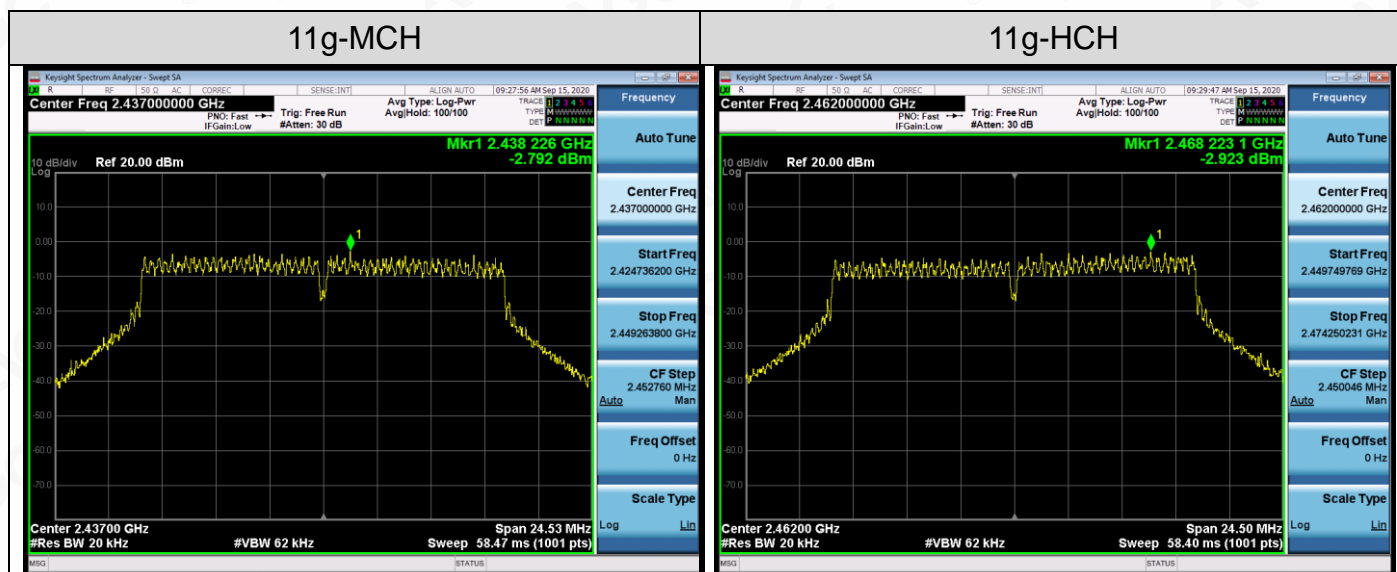 11g-MCH
Keysight Spectrum Analyzer - Swept SA
R RF 50 Ω AC CORREC SENSE:INT ALIGN AUTO 09:27:56 AM Sep 15, 2020
Center Freq 2.437000000 GHz
PNO: Fast
IFGain:Low
Trig: Free Run
#Atten: 30 dB
Avg Type: Log-Pwr
Avg|Hold: 100/100
TRACE 1 2 3 4 5 6
TYPE M WWWWW
DET P N N N N N
Mkr1 2.438 226 GHz
-2.792 dBm
10 dB/div Ref 20.00 dBm
Log
10.0
0.00
-10.0
-20.0
-30.0
-40.0
-50.0
-60.0
-70.0
1
Center 2.43700 GHz Span 24.53 MHz
#Res BW 20 kHz #VBW 62 kHz Sweep 58.47 ms (1001 pts)
MSG STATUS
Frequency
Auto Tune
Center Freq
2.437000000 GHz
Start Freq
2.424736200 GHz
Stop Freq
2.449263800 GHz
CF Step
2.452760 MHz
Auto Man
Freq Offset
0 Hz
Scale Type
Log Lin
11g-HCH
Keysight Spectrum Analyzer - Swept SA
R RF 50 Ω AC CORREC SENSE:INT ALIGN AUTO 09:29:47 AM Sep 15, 2020
Center Freq 2.462000000 GHz
PNO: Fast
IFGain:Low
Trig: Free Run
#Atten: 30 dB
Avg Type: Log-Pwr
Avg|Hold: 100/100
TRACE 1 2 3 4 5 6
TYPE M WWWWW
DET P N N N N N
Mkr1 2.468 223 1 GHz
-2.923 dBm
10 dB/div Ref 20.00 dBm
Log
10.0
0.00
-10.0
-20.0
-30.0
-40.0
-50.0
-60.0
-70.0
1
Center 2.46200 GHz Span 24.50 MHz
#Res BW 20 kHz #VBW 62 kHz Sweep 58.40 ms (1001 pts)
MSG STATUS
Frequency
Auto Tune
Center Freq
2.462000000 GHz
Start Freq
2.449749769 GHz
Stop Freq
2.474250231 GHz
CF Step
2.450046 MHz
Auto Man
Freq Offset
0 Hz
Scale Type
Log Lin